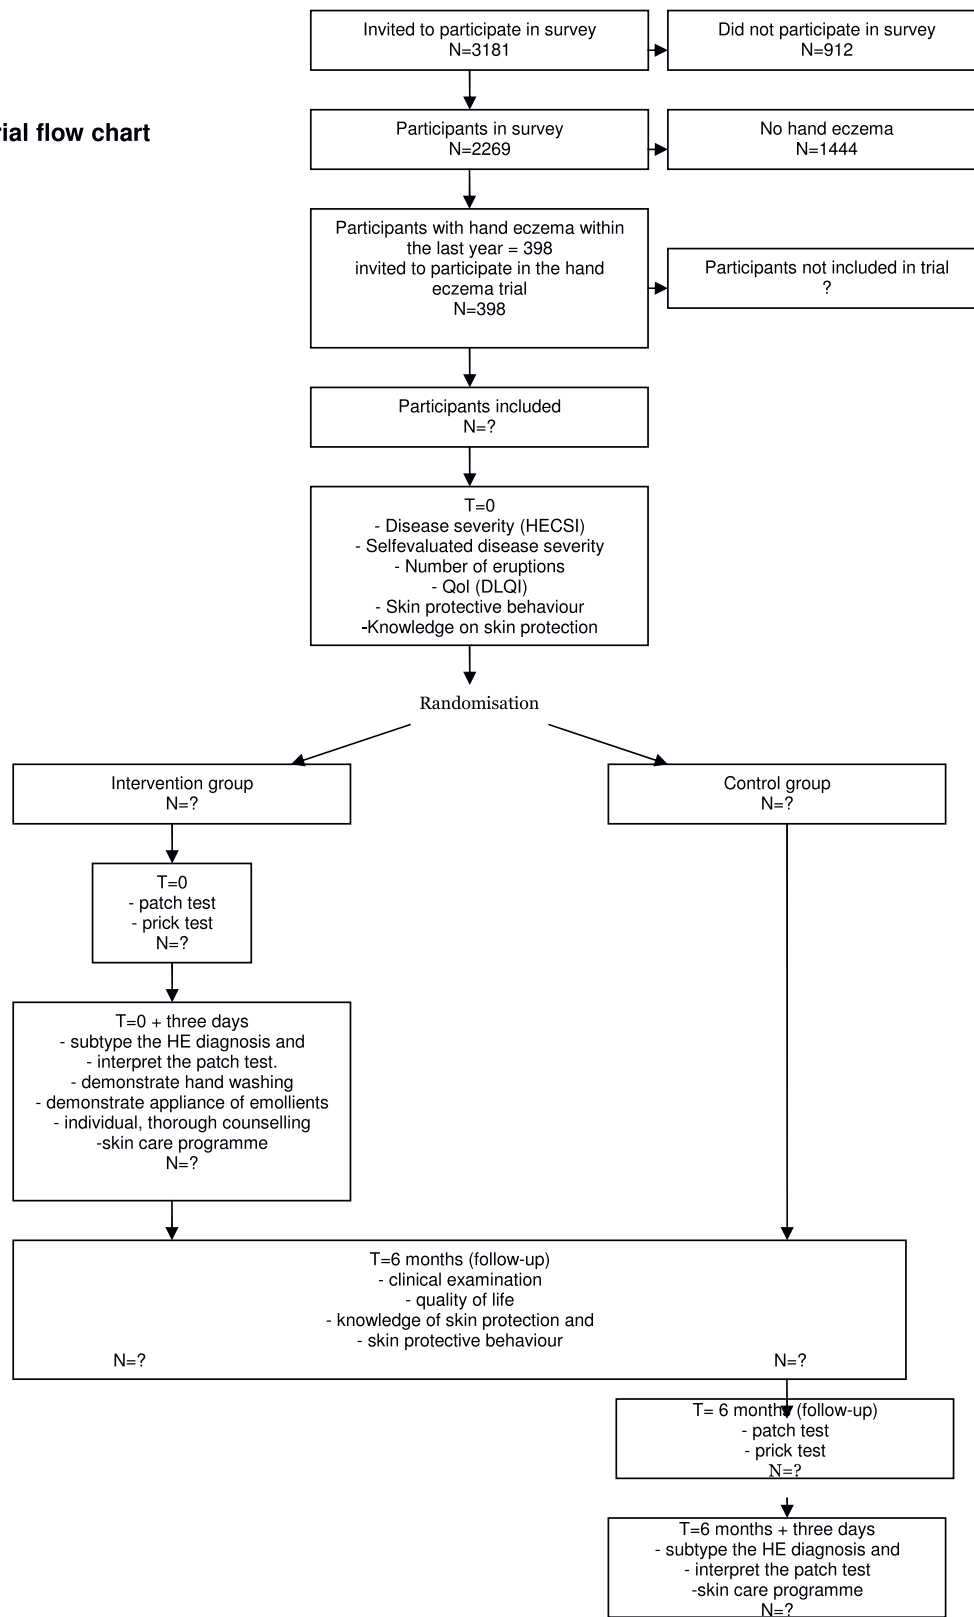 Invited to participate in survey
N=3181
Did not participate in survey
N=912
rial flow chart
Participants in survey
N=2269
No hand eczema
N=1444
Participants with hand eczema within
the last year = 398
invited to participate in the hand
eczema trial
N=398
Participants not included in trial
?
Participants included
N=?
T=0
- Disease severity (HECSI)
- Selfevaluated disease severity
- Number of eruptions
- Qol (DLQI)
- Skin protective behaviour
-Knowledge on skin protection
Randomisation
Intervention group
N=?
Control group
N=?
T=0
- patch test
- prick test
N=?
T=0 + three days
- subtype the HE diagnosis and
- interpret the patch test.
- demonstrate hand washing
- demonstrate appliance of emollients
- individual, thorough counselling
-skin care programme
N=?
T=6 months (follow-up)
- clinical examination
- quality of life
- knowledge of skin protection and
- skin protective behaviour
N=? N=?
T= 6 months (follow-up)
- patch test
- prick test
N=?
T=6 months + three days
- subtype the HE diagnosis and
- interpret the patch test
-skin care programme
N=?